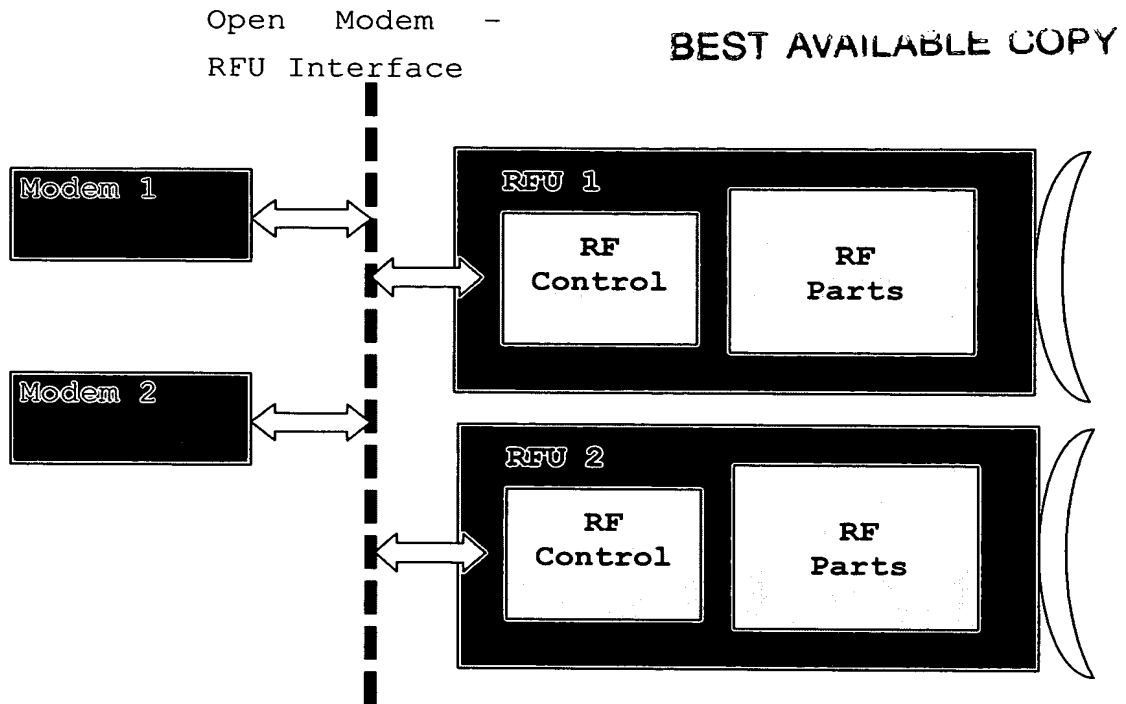 Open Modem -
RFU Interface
BEST AVAILABLE COPY
Modem 1
RFU 1
RF
Control
RF
Parts
Modem 2
RFU 2
RF
Control
RF
Parts